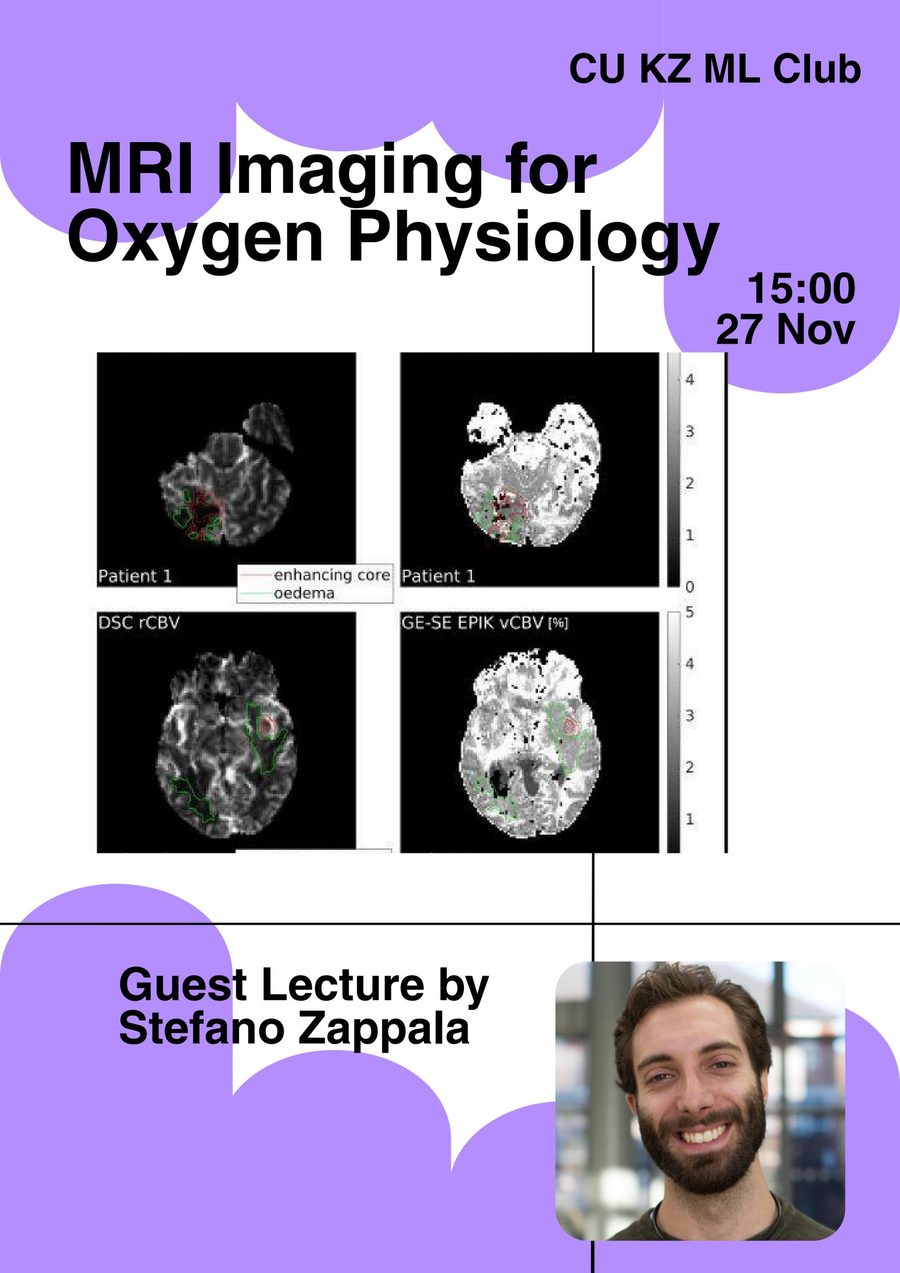 CU KZ ML Club
MRI Imaging for
Oxygen Physiology
15:00
27 Nov
Patient 1
Patient 1
enhancing core
oedema
4
3
2
1
0
DSC rCBV
GE-SE EPIK vCBV [%]
5
4
3
2
1
Guest Lecture by
Stefano Zappala